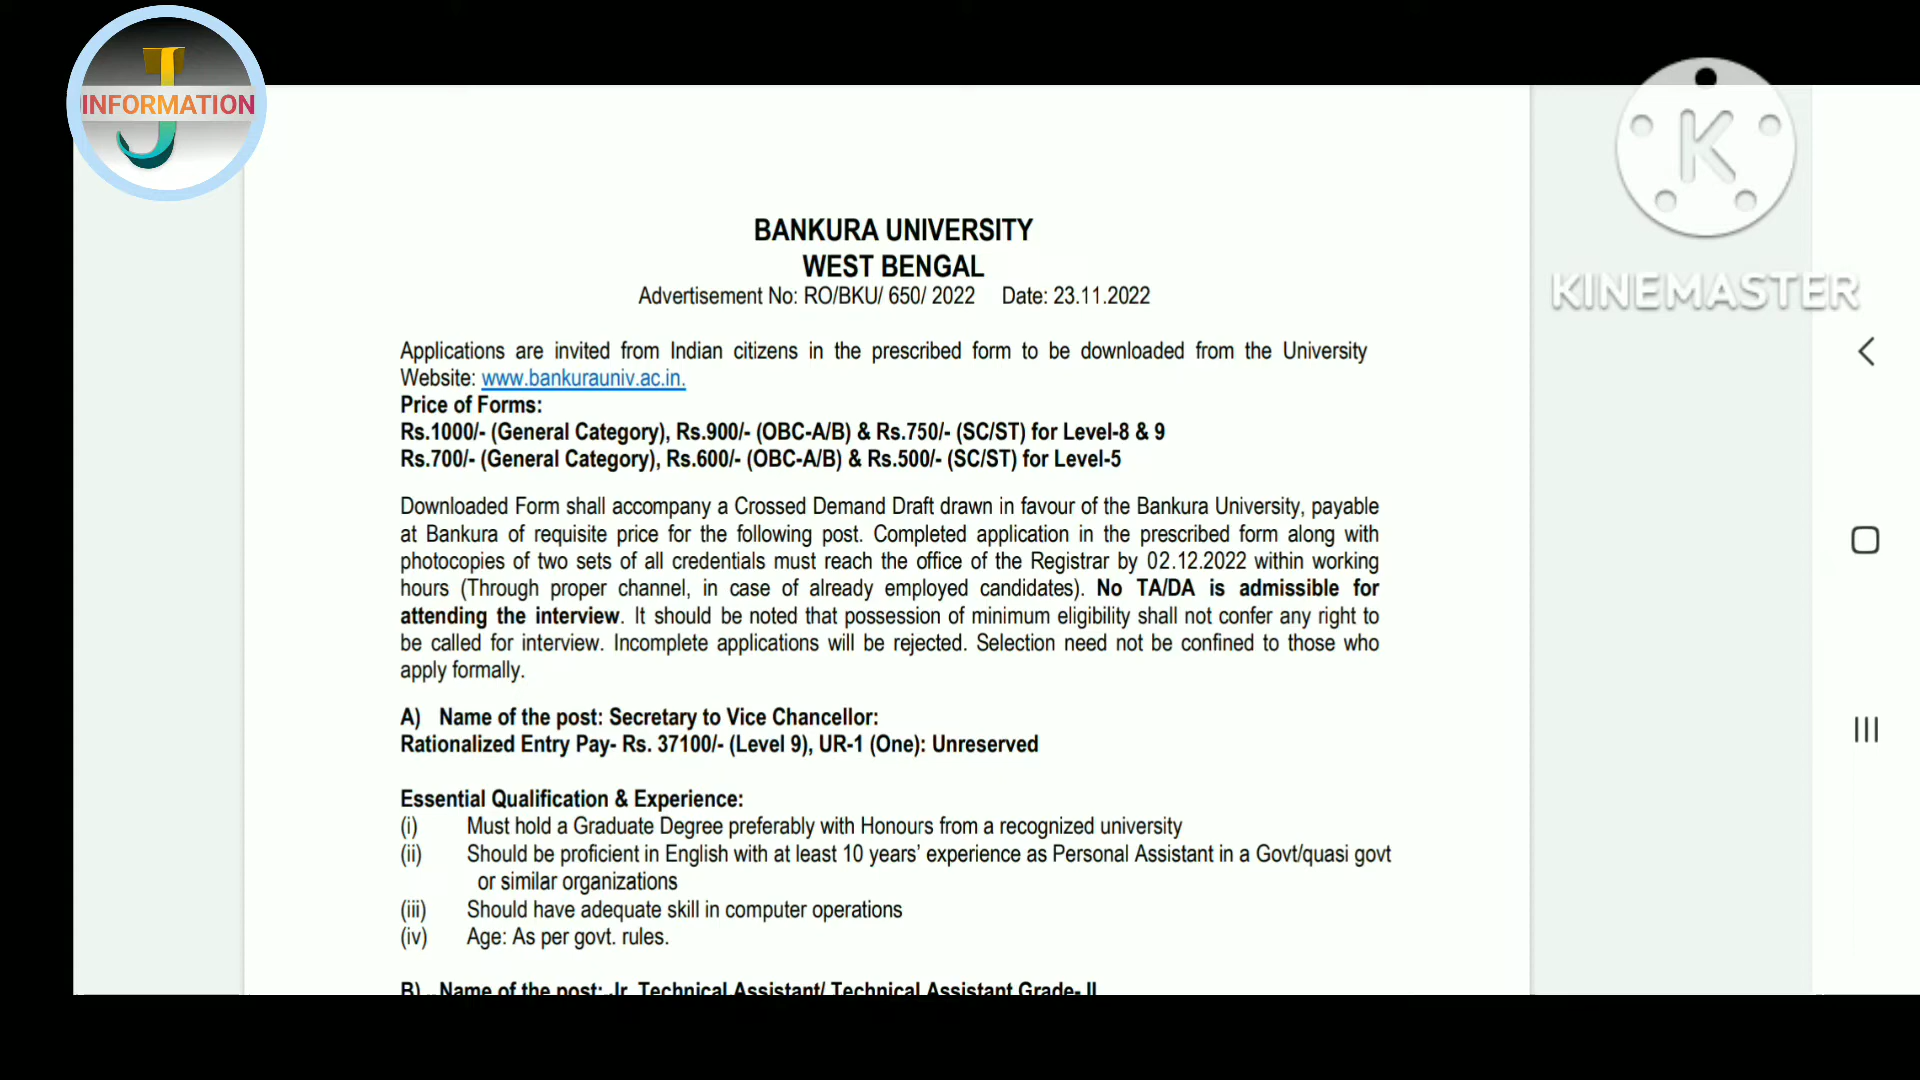 J
INFORMATION
K
KINEMASTER
BANKURA UNIVERSITY
WEST BENGAL
Advertisement No: RO/BKU/ 650/ 2022 Date: 23.11.2022
Applications are invited from Indian citizens in the prescribed form to be downloaded from the University
Website: www.bankurauniv.ac.in.
Price of Forms:
Rs.1000/- (General Category), Rs.900/- (OBC-A/B) & Rs.750/- (SC/ST) for Level-8 & 9
Rs.700/- (General Category), Rs.600/- (OBC-A/B) & Rs.500/- (SC/ST) for Level-5
Downloaded Form shall accompany a Crossed Demand Draft drawn in favour of the Bankura University, payable
at Bankura of requisite price for the following post. Completed application in the prescribed form along with
photocopies of two sets of all credentials must reach the office of the Registrar by 02.12.2022 within working
hours (Through proper channel, in case of already employed candidates). No TA/DA is admissible for
attending the interview. It should be noted that possession of minimum eligibility shall not confer any right to
be called for interview. Incomplete applications will be rejected. Selection need not be confined to those who
apply formally.
A) Name of the post: Secretary to Vice Chancellor:
Rationalized Entry Pay- Rs. 37100/- (Level 9), UR-1 (One): Unreserved
Essential Qualification & Experience:
(i) Must hold a Graduate Degree preferably with Honours from a recognized university
(ii) Should be proficient in English with at least 10 years’ experience as Personal Assistant in a Govt/quasi govt
or similar organizations
(iii) Should have adequate skill in computer operations
(iv) Age: As per govt. rules.
B) Name of the post: Jr. Technical Assistant/ Technical Assistant Grade- II